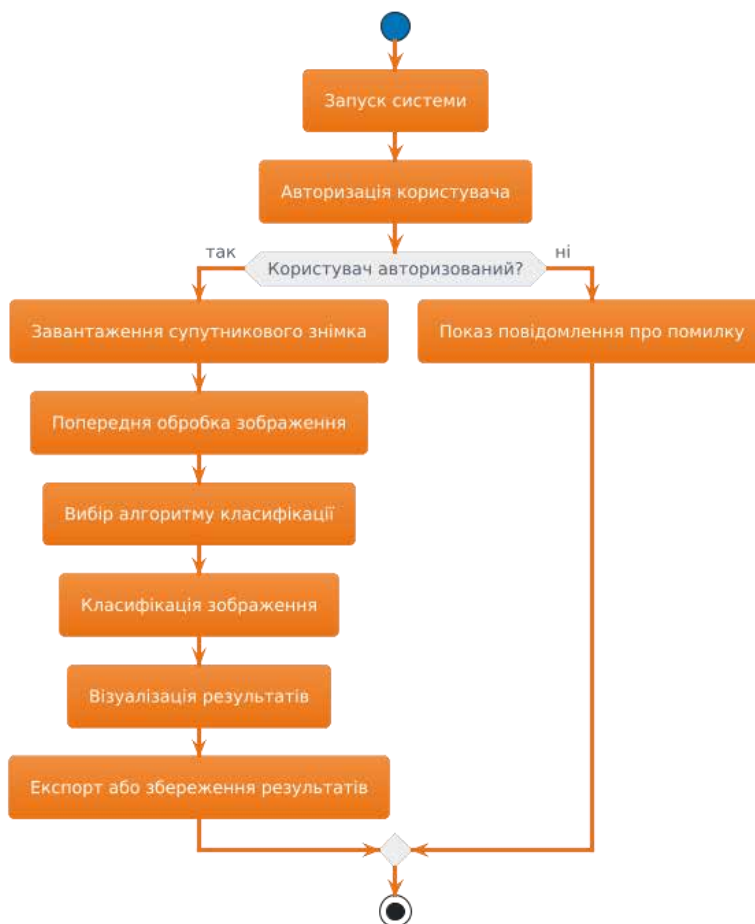 Запуск системи
Авторизація користувача
так
Користувач авторизований?
ні
Завантаження супутникового знімка
Показ повідомлення про помилку
Попередня обробка зображення
Вибір алгоритму класифікації
Класифікація зображення
Візуалізація результатів
Експорт або збереження результатів